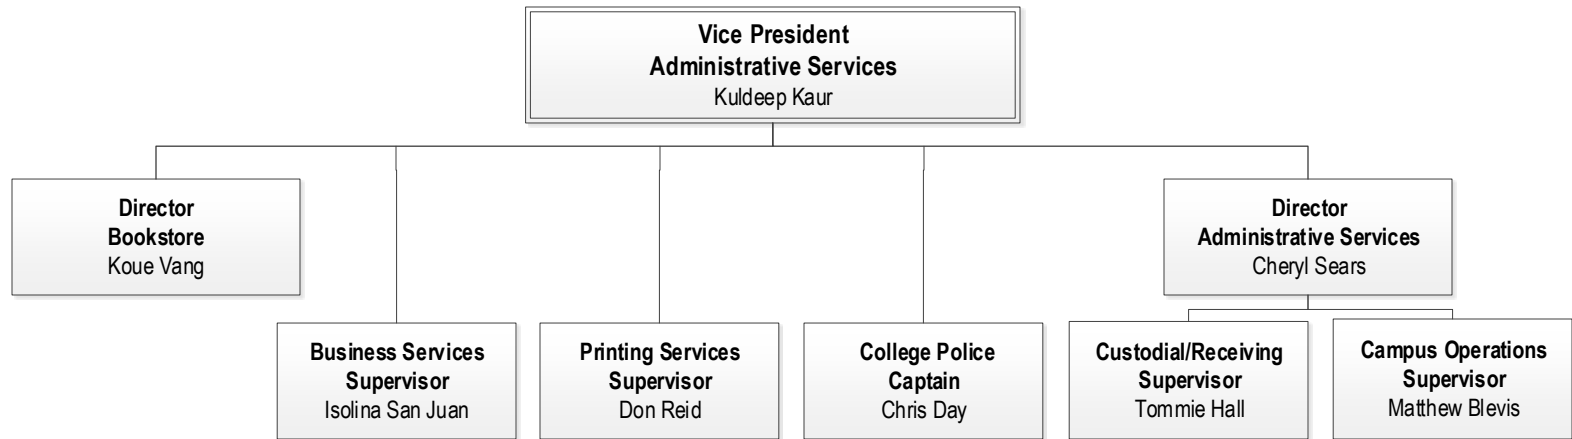 Vice President
Administrative Services
Kuldeep Kaur
Director
Bookstore
Koue Vang
Director
Administrative Services
Cheryl Sears
Business Services
Supervisor
Isolina San Juan
Printing Services
Supervisor
Don Reid
College Police
Captain
Chris Day
Custodial/Receiving
Supervisor
Tommie Hall
Campus Operations
Supervisor
Matthew Blevis